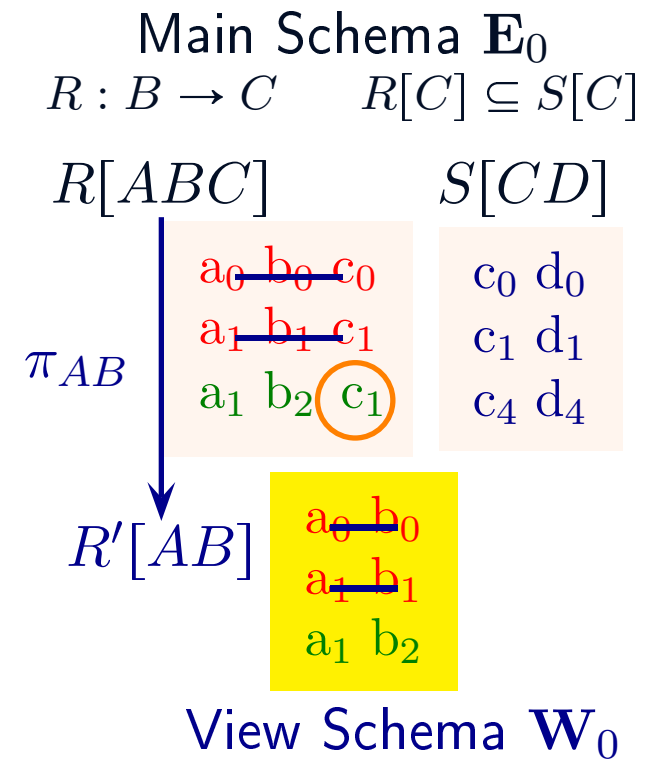 Main Schema E₀
R : B → C R[C] ⊆ S[C]
R[ABC] S[CD]
a₀ b₀ c₀ c₀ d₀
a₁ b₁ c₁ c₁ d₁
π_AB a₁ b₂ c₁ c₄ d₄
a₀ b₀
R′[AB] a₁ b₁
a₁ b₂
View Schema W₀